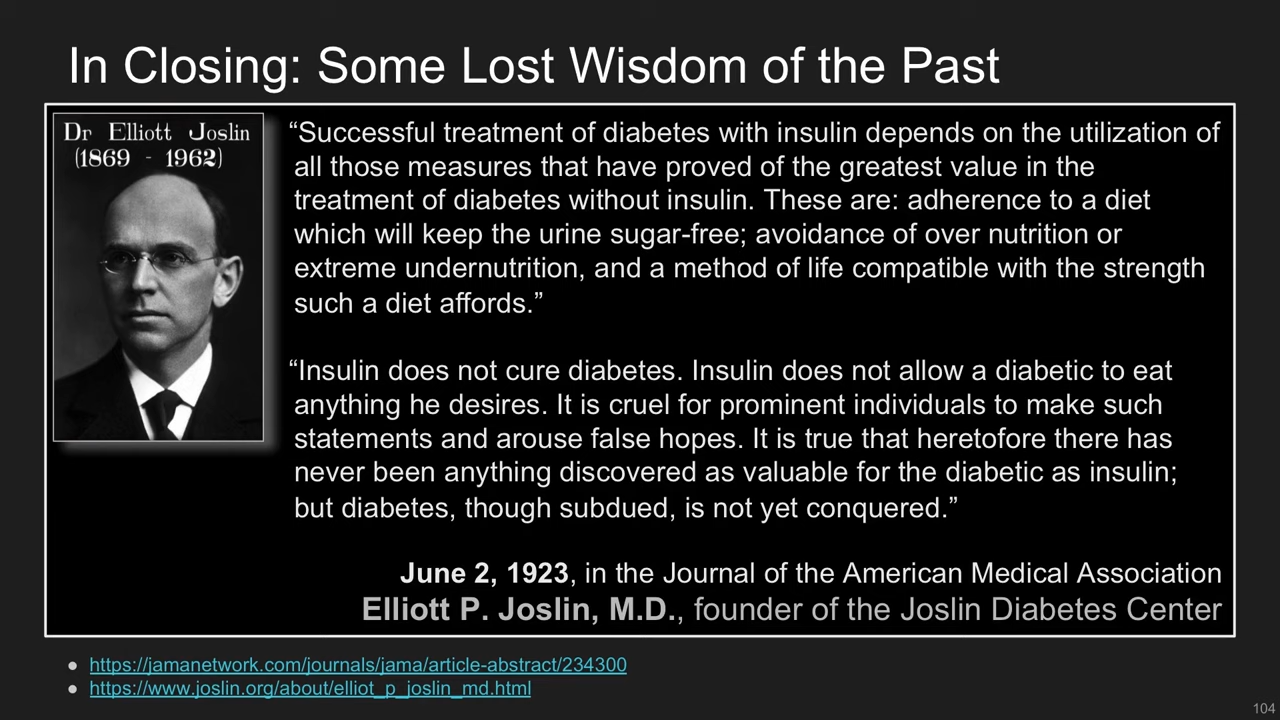 In Closing: Some Lost Wisdom of the Past
Dr Elliott Joslin
(1869 - 1962)
“Successful treatment of diabetes with insulin depends on the utilization of
all those measures that have proved of the greatest value in the
treatment of diabetes without insulin. These are: adherence to a diet
which will keep the urine sugar-free; avoidance of over nutrition or
extreme undernutrition, and a method of life compatible with the strength
such a diet affords.”
“Insulin does not cure diabetes. Insulin does not allow a diabetic to eat
anything he desires. It is cruel for prominent individuals to make such
statements and arouse false hopes. It is true that heretofore there has
never been anything discovered as valuable for the diabetic as insulin;
but diabetes, though subdued, is not yet conquered.”
June 2, 1923, in the Journal of the American Medical Association
Elliott P. Joslin, M.D., founder of the Joslin Diabetes Center
● https://jamanetwork.com/journals/jama/article-abstract/234300
● https://www.joslin.org/about/elliot_p_joslin_md.html
104